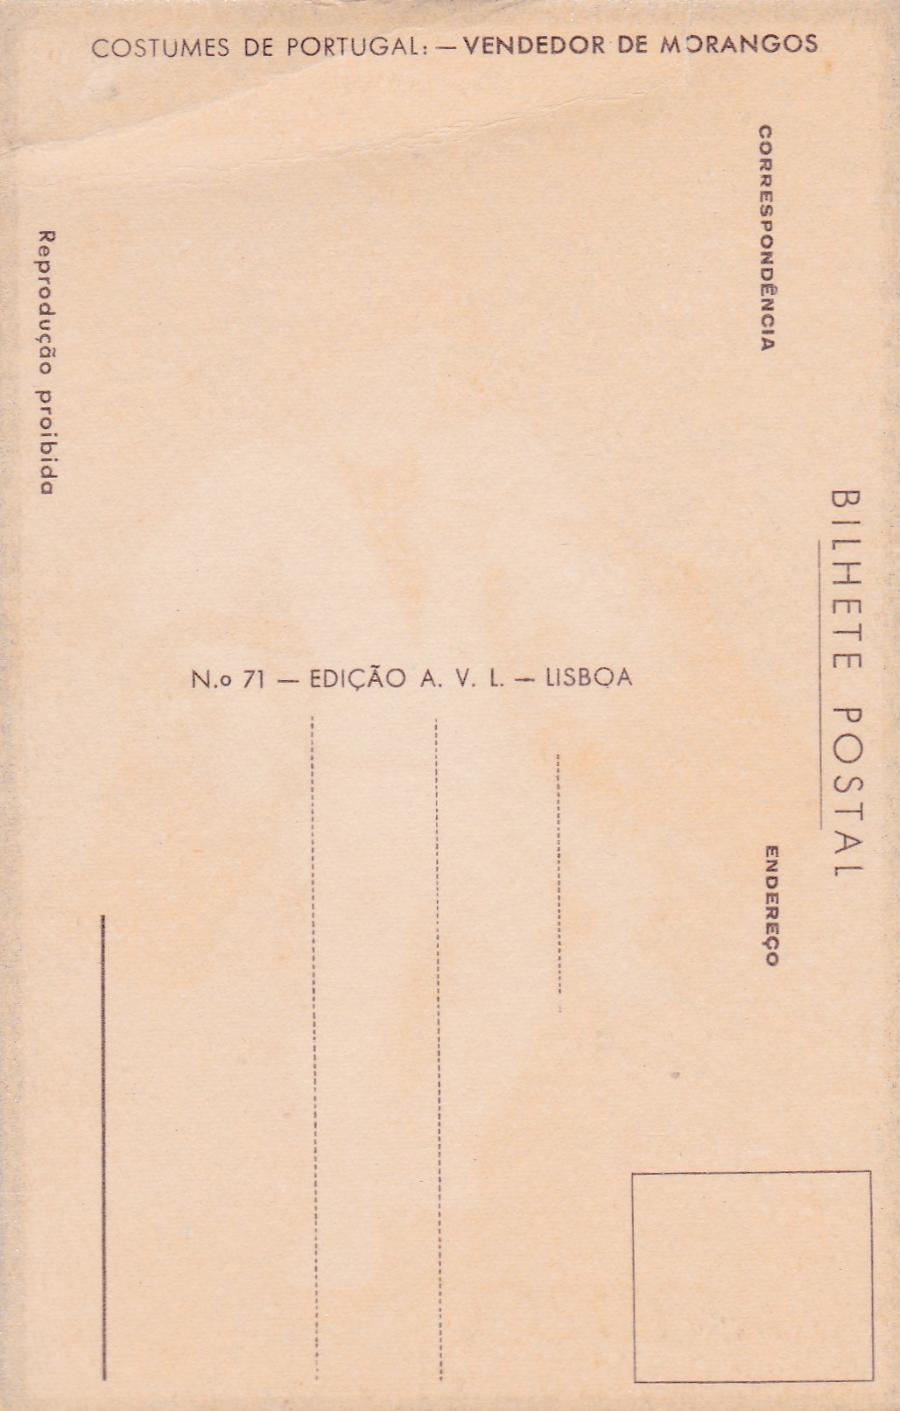 COSTUMES DE PORTUGAL: — VENDEDOR DE MORANGOS
BILHETE POSTAL
CORRESPONDÊNCIA
ENDEREÇO
N.o 71 — EDIÇÃO A. V. L. — LISBOA
Reprodução proibida